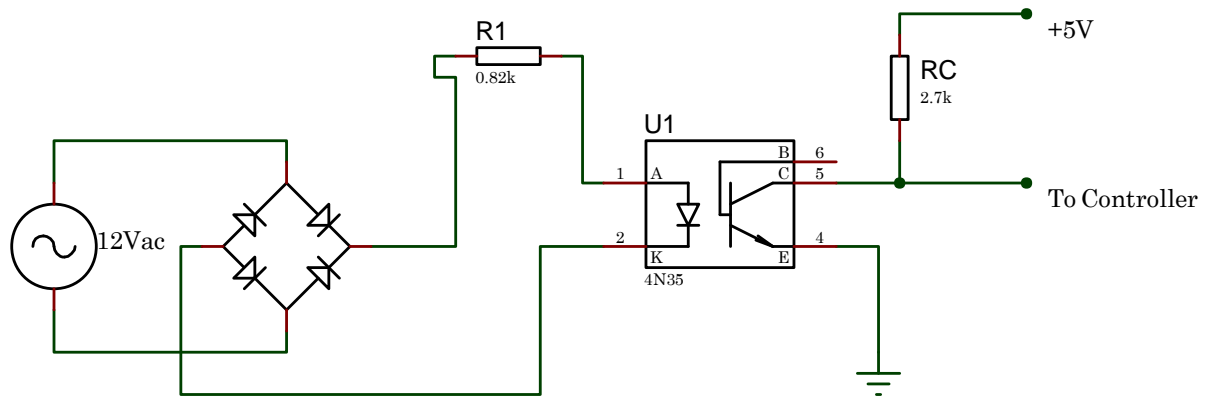 R1
0.82k
+5V
RC
2.7k
U1
B 6
1 A C 5
To Controller
12Vac
2 K E 4
4N35